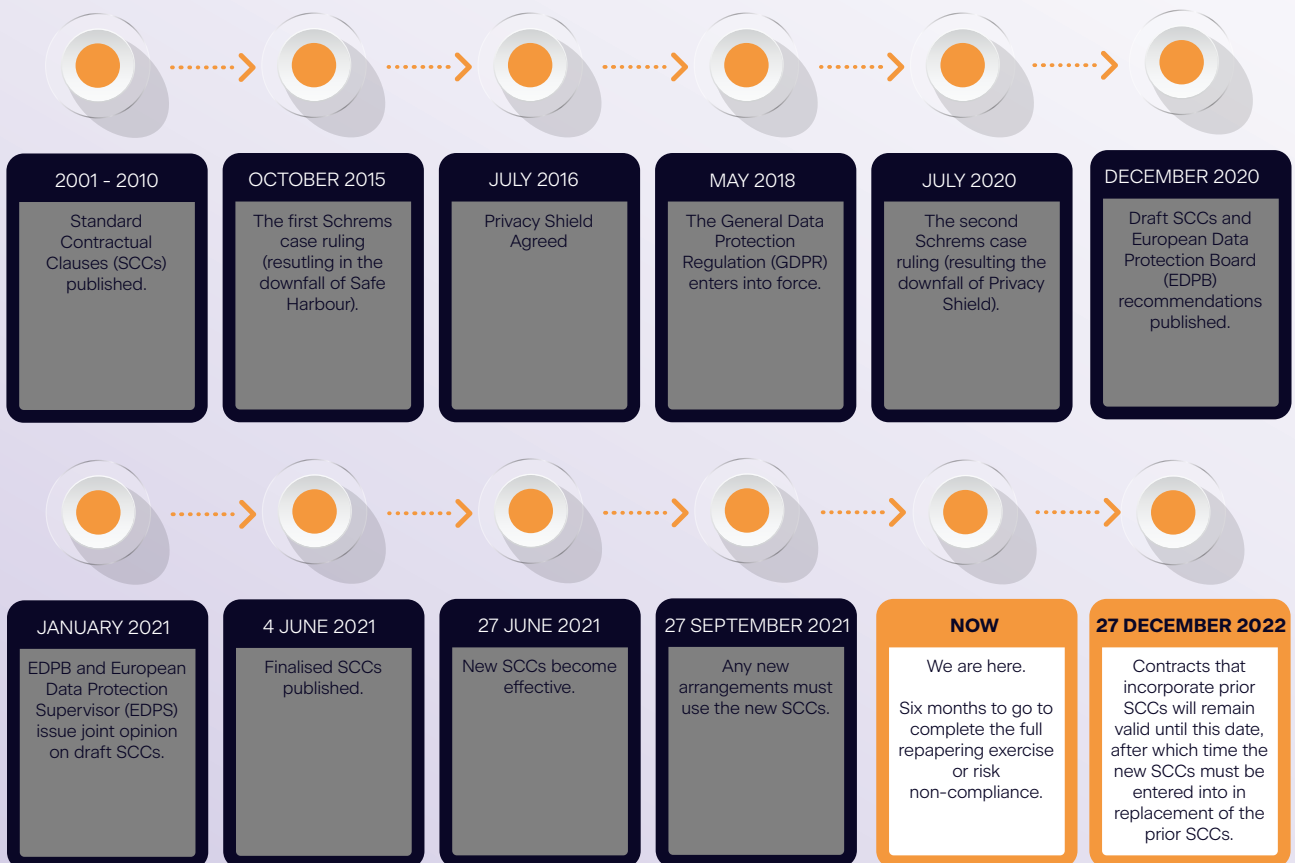 2001 - 2010
Standard
Contractual
Clauses (SCCs)
published.
OCTOBER 2015
The first Schrems
case ruling
(resutling in the
downfall of Safe
Harbour).
JULY 2016
Privacy Shield
Agreed
MAY 2018
The General Data
Protection
Regulation (GDPR)
enters into force.
JULY 2020
The second
Schrems case
ruling (resulting the
downfall of Privacy
Shield).
DECEMBER 2020
Draft SCCs and
European Data
Protection Board
(EDPB)
recommendations
published.
JANUARY 2021
EDPB and European
Data Protection
Supervisor (EDPS)
issue joint opinion
on draft SCCs.
4 JUNE 2021
Finalised SCCs
published.
27 JUNE 2021
New SCCs become
effective.
27 SEPTEMBER 2021
Any new
arrangements must
use the new SCCs.
NOW
We are here.
Six months to go to
complete the full
repapering exercise
or risk
non-compliance.
27 DECEMBER 2022
Contracts that
incorporate prior
SCCs will remain
valid until this date,
after which time the
new SCCs must be
entered into in
replacement of the
prior SCCs.